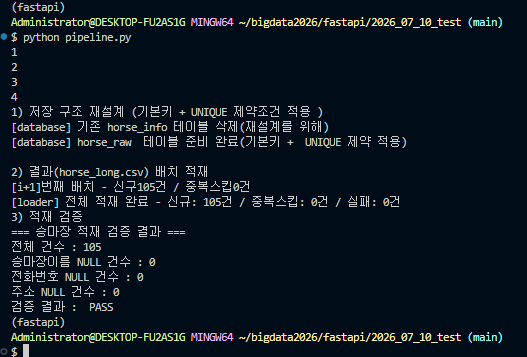 (fastapi)
Administrator@DESKTOP-FU2AS1G MINGW64 ~/bigdata2026/fastapi/2026_07_10_test (main)
$ python pipeline.py
1
2
3
4
1) 저장 구조 재설계 (기본키 + UNIQUE 제약조건 적용 )
[database] 기존 horse_info 테이블 삭제(재설계를 위해)
[database] horse_raw  테이블 준비 완료(기본키 +  UNIQUE 제약 적용)

2) 결과(horse_long.csv) 배치 적재
[i+1]번째 배치 - 신구105건 / 중복스킵0건
[loader] 전체 적재 완료 - 신규: 105건 / 중복스킵: 0건 / 실패: 0건
3) 적재 검증
=== 승마장 적재 검증 결과 ===
전체 건수 : 105
승마장이름 NULL 건수 : 0
전화번호 NULL 건수 : 0
주소 NULL 건수 : 0
검증 결과 :  PASS
(fastapi)
Administrator@DESKTOP-FU2AS1G MINGW64 ~/bigdata2026/fastapi/2026_07_10_test (main)
$